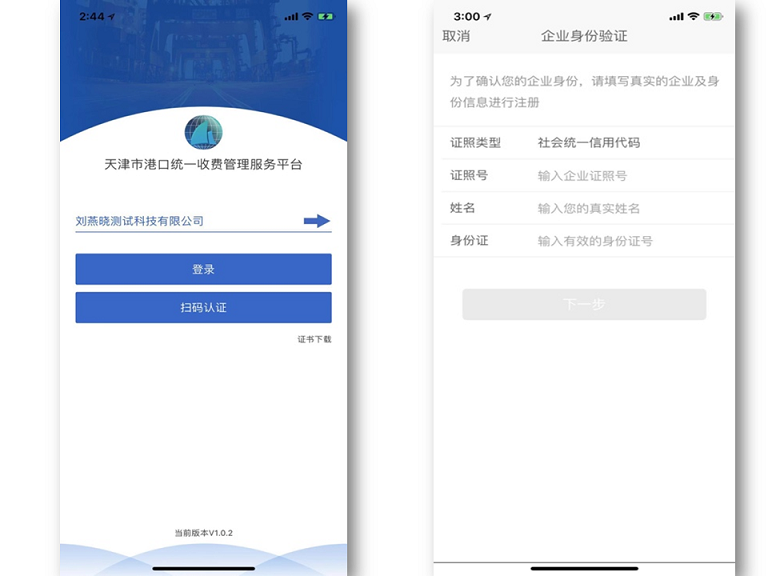 2:44
天津市港口统一收费管理服务平台
刘燕晓测试科技有限公司
登录
扫码认证
证书下载
当前版本V1.0.2
3:00
取消 企业身份验证
为了确认您的企业身份，请填写真实的企业及身
份信息进行注册
证照类型 社会统一信用代码
证照号 输入企业证照号
姓名 输入您的真实姓名
身份证 输入有效的身份证号
下一步